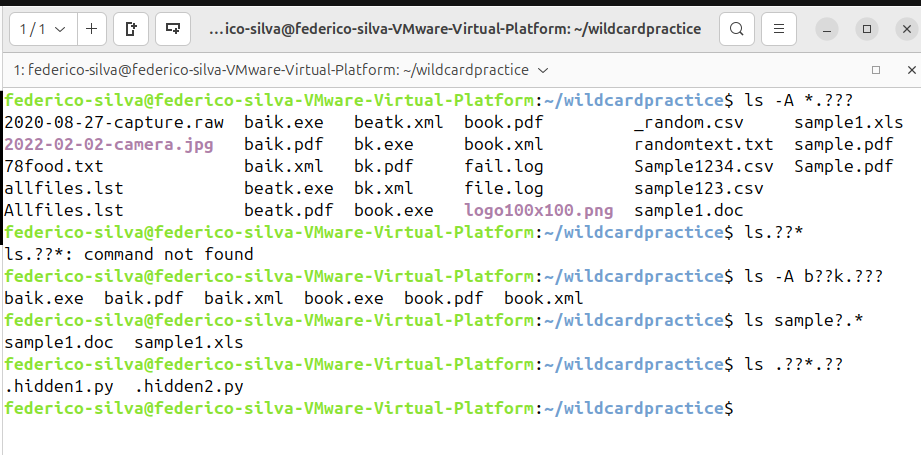 1 / 1
...ico-silva@federico-silva-VMware-Virtual-Platform: ~/wildcardpractice
1: federico-silva@federico-silva-VMware-Virtual-Platform: ~/wildcardpractice
federico-silva@federico-silva-VMware-Virtual-Platform:~/wildcardpractice$ ls -A *.???
2020-08-27-capture.raw  baik.exe   beatk.xml  book.pdf         _random.csv     sample1.xls
2022-02-02-camera.jpg   baik.pdf   bk.exe     book.xml         randomtext.txt  sample.pdf
78food.txt              baik.xml   bk.pdf     fail.log         Sample1234.csv  Sample.pdf
allfiles.lst            beatk.exe  bk.xml     file.log         sample123.csv
Allfiles.lst            beatk.pdf  book.exe   logo100x100.png  sample1.doc
federico-silva@federico-silva-VMware-Virtual-Platform:~/wildcardpractice$ ls.??*
ls.??*: command not found
federico-silva@federico-silva-VMware-Virtual-Platform:~/wildcardpractice$ ls -A b??k.???
baik.exe  baik.pdf  baik.xml  book.exe  book.pdf  book.xml
federico-silva@federico-silva-VMware-Virtual-Platform:~/wildcardpractice$ ls sample?.*
sample1.doc  sample1.xls
federico-silva@federico-silva-VMware-Virtual-Platform:~/wildcardpractice$ ls .??*.??
.hidden1.py  .hidden2.py
federico-silva@federico-silva-VMware-Virtual-Platform:~/wildcardpractice$